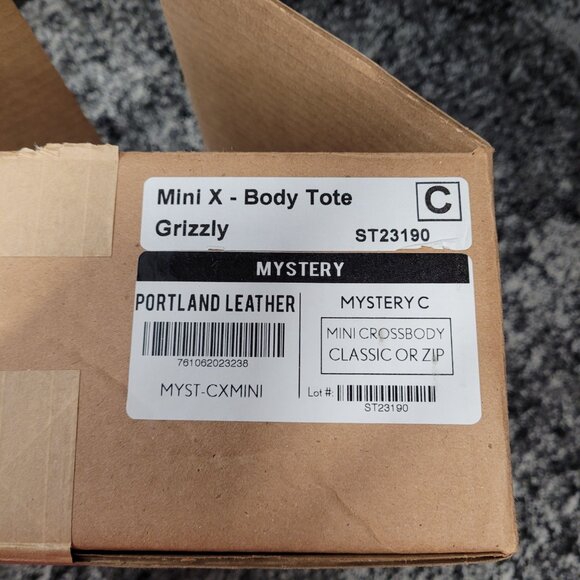 Mini X - Body Tote
C
Grizzly
ST23190
MYSTERY
PORTLAND LEATHER
761062023238
MYST-CXMINI
MYSTERY C
MINI CROSSBODY
CLASSIC OR ZIP
Lot #:
ST23190